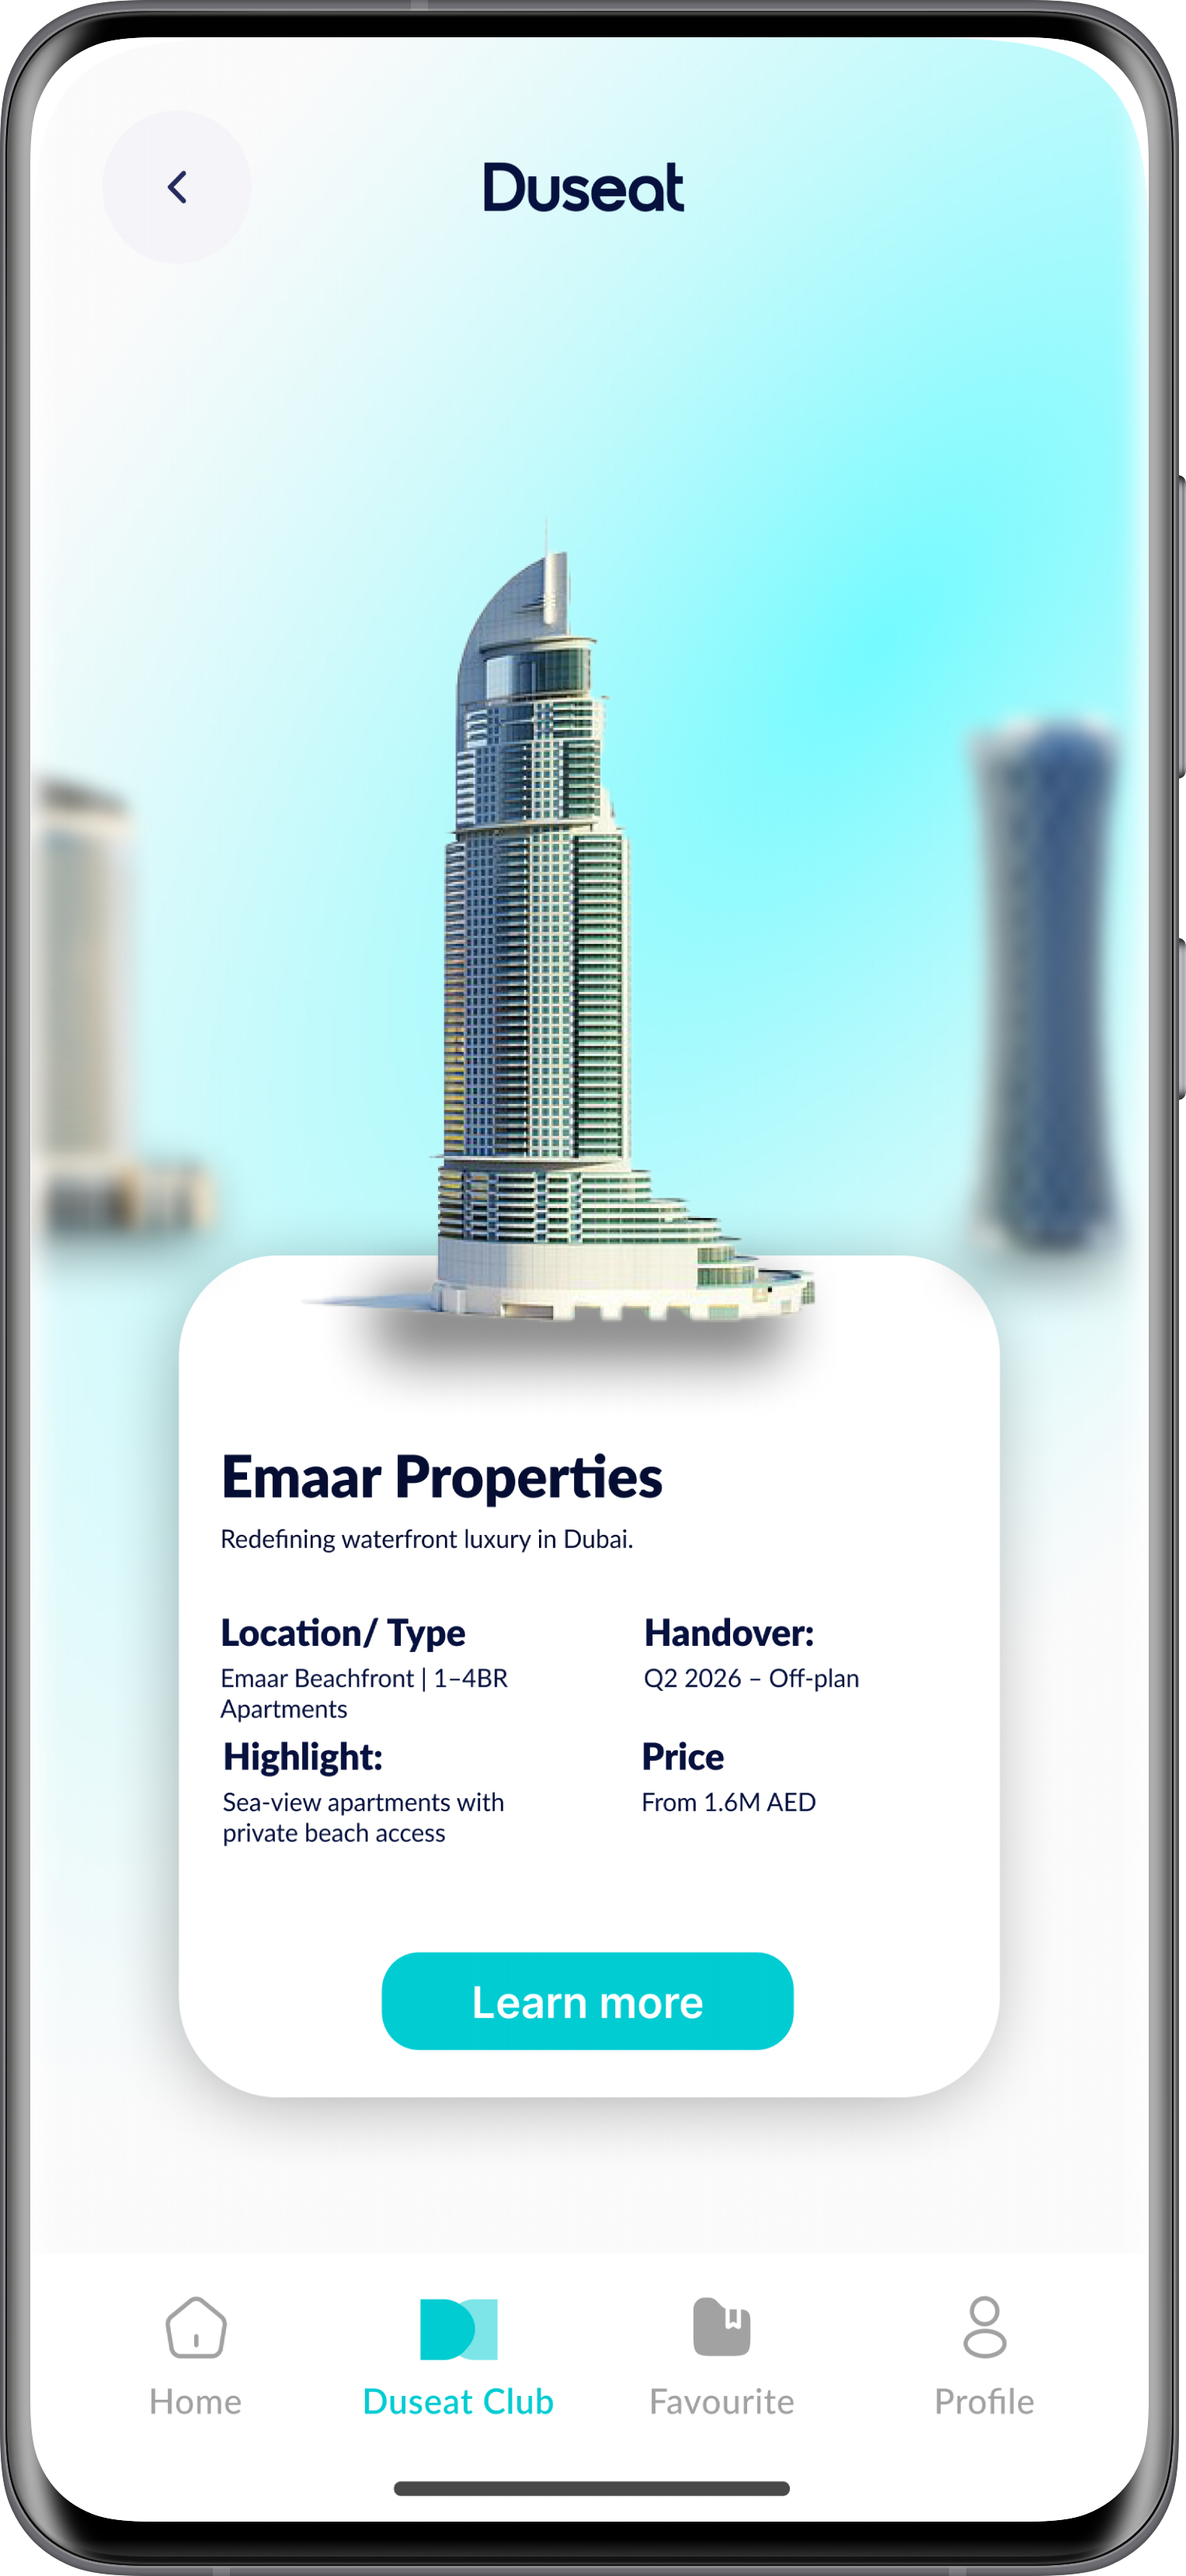 Duseat
Emaar Properties
Redefining waterfront luxury in Dubai.
Location/ Type
Emaar Beachfront | 1–4BR
Apartments
Handover:
Q2 2026 – Off-plan
Highlight:
Sea-view apartments with
private beach access
Price
From 1.6M AED
Learn more
Home
Duseat Club
Favourite
Profile